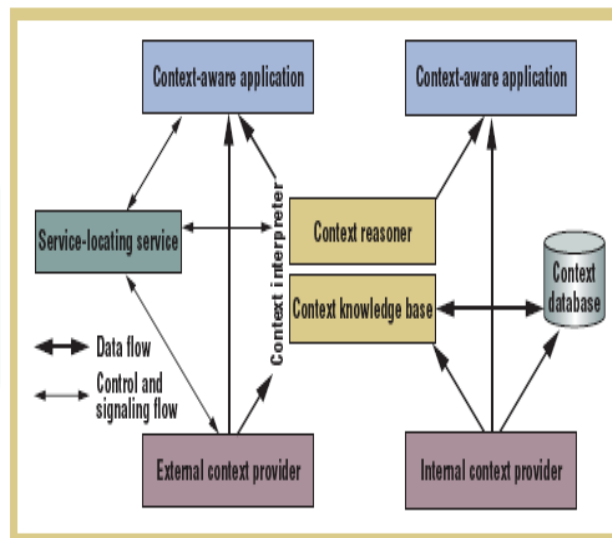 Context-aware application
Context-aware application
Service-locating service
Context interpreter
Context reasoner
Context knowledge base
Context
database
Data flow
Control and
signaling flow
External context provider
Internal context provider